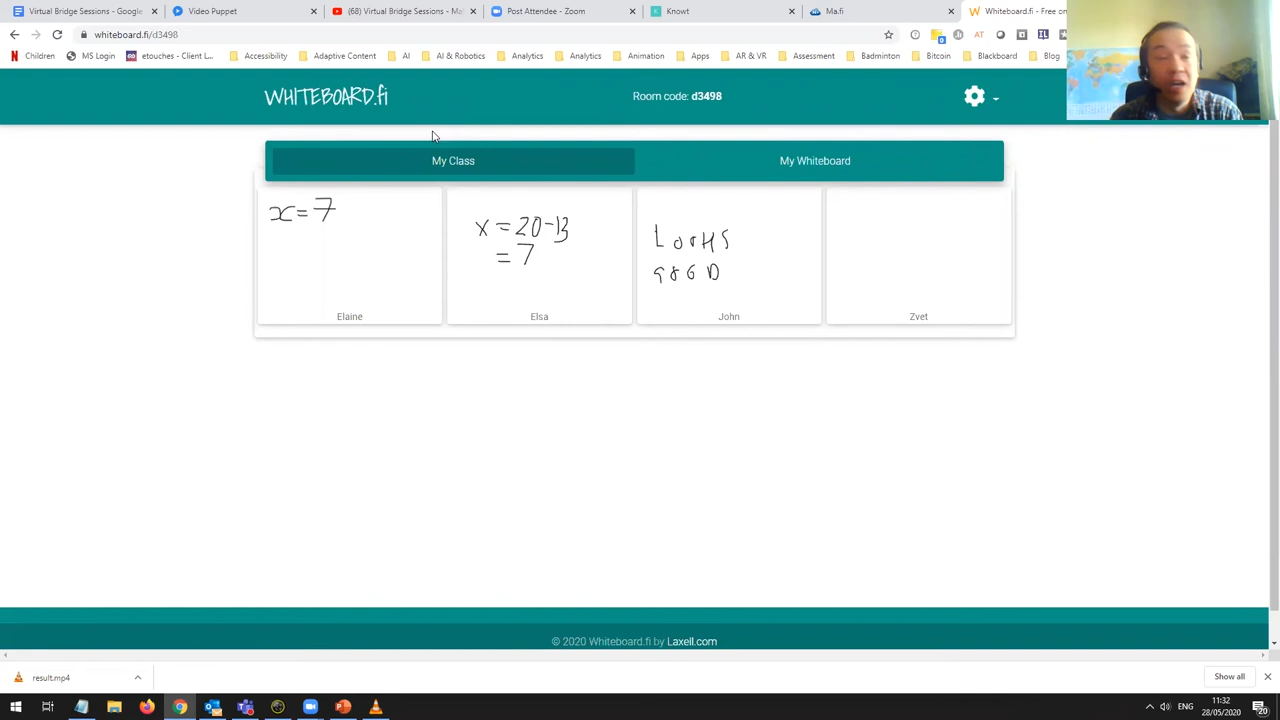 Virtual Bridge Sessions - Google
Video Puppet
(68) Virtual Bridge Sessions - Ma
Post Attendee - Zoom
Knowt
Ma.fi
Whiteboard.fi - Free on
whiteboard.fi/d3498
Children
MS Login
etouches - Client L...
Accessibility
Adaptive Content
AI
AI & Robotics
Analytics
Analytics
Animation
Apps
AR & VR
Assessment
Badminton
Bitcoin
Blackboard
Blog
WHITEBOARD.fi
Room code: d3498
My Class
My Whiteboard
x=7
x = 20-13
= 7
LooHS
Elaine
Elsa
John
Zvet
© 2020 Whiteboard.fi by Laxell.com
result.mp4
Show all
ENG
11:32
28/05/2020
20